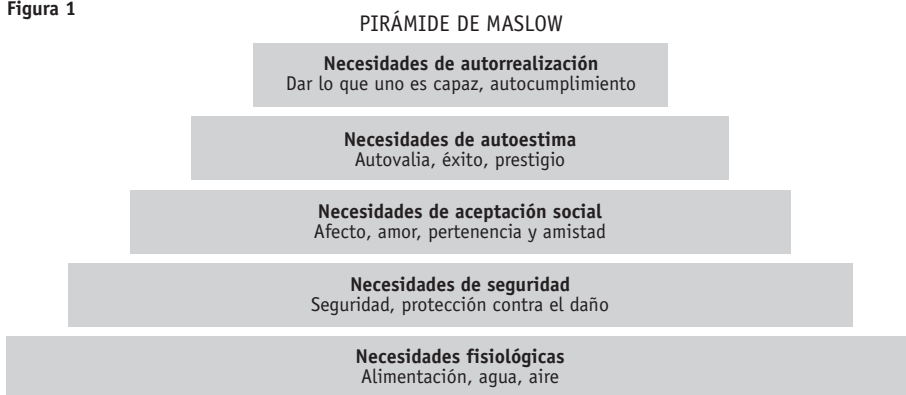 Figura 1
PIRÁMIDE DE MASLOW
Necesidades de autorrealización
Dar lo que uno es capaz, autocumplimiento
Necesidades de autoestima
Autovalia, éxito, prestigio
Necesidades de aceptación social
Afecto, amor, pertenencia y amistad
Necesidades de seguridad
Seguridad, protección contra el daño
Necesidades fisiológicas
Alimentación, agua, aire